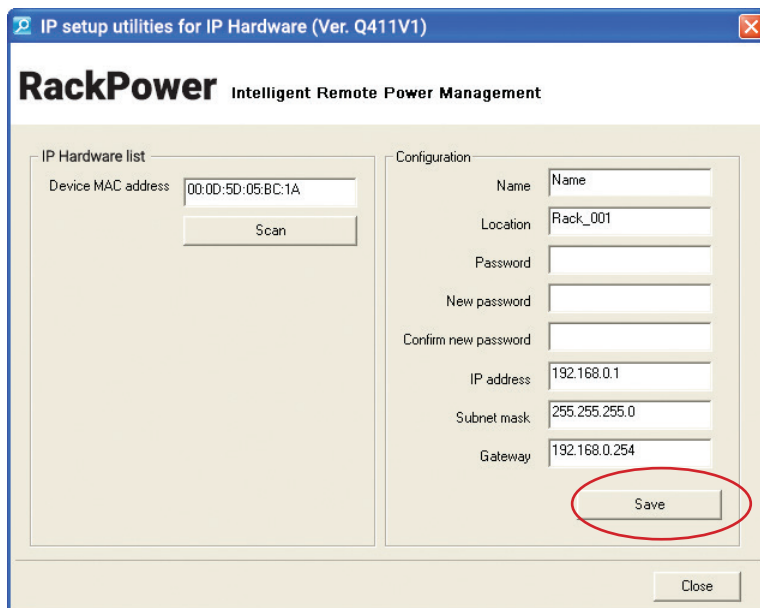 IP setup utilities for IP Hardware (Ver. Q411V1)
RackPower Intelligent Remote Power Management
IP Hardware list
Device MAC address 00:0D:5D:05:BC:1A
Scan
Configuration
Name Name
Location Rack_001
Password
New password
Confirm new password
IP address 192.168.0.1
Subnet mask 255.255.255.0
Gateway 192.168.0.254
Save
Close